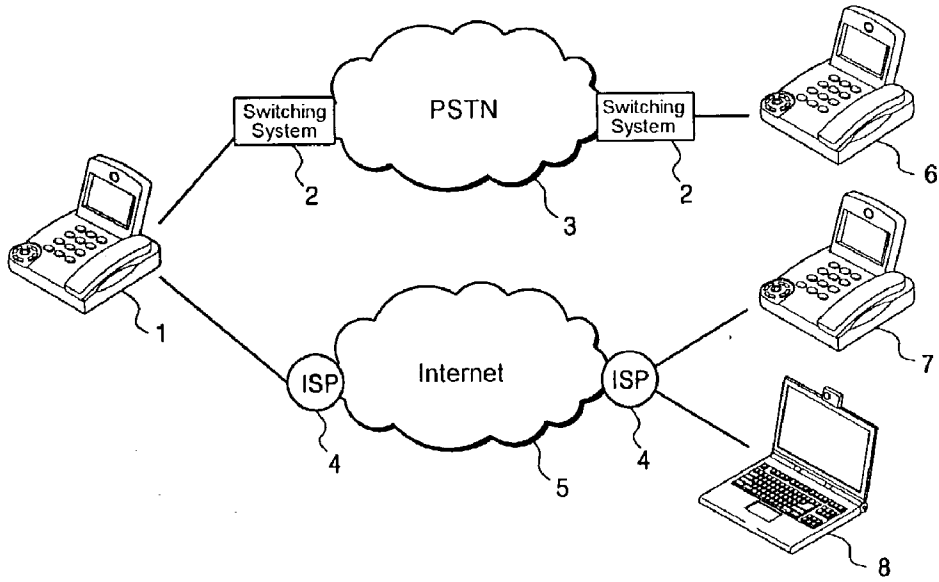 PSTN
Switching
System
2
Switching
System
2
3
6
1
Internet
ISP
4
ISP
4
5
7
8